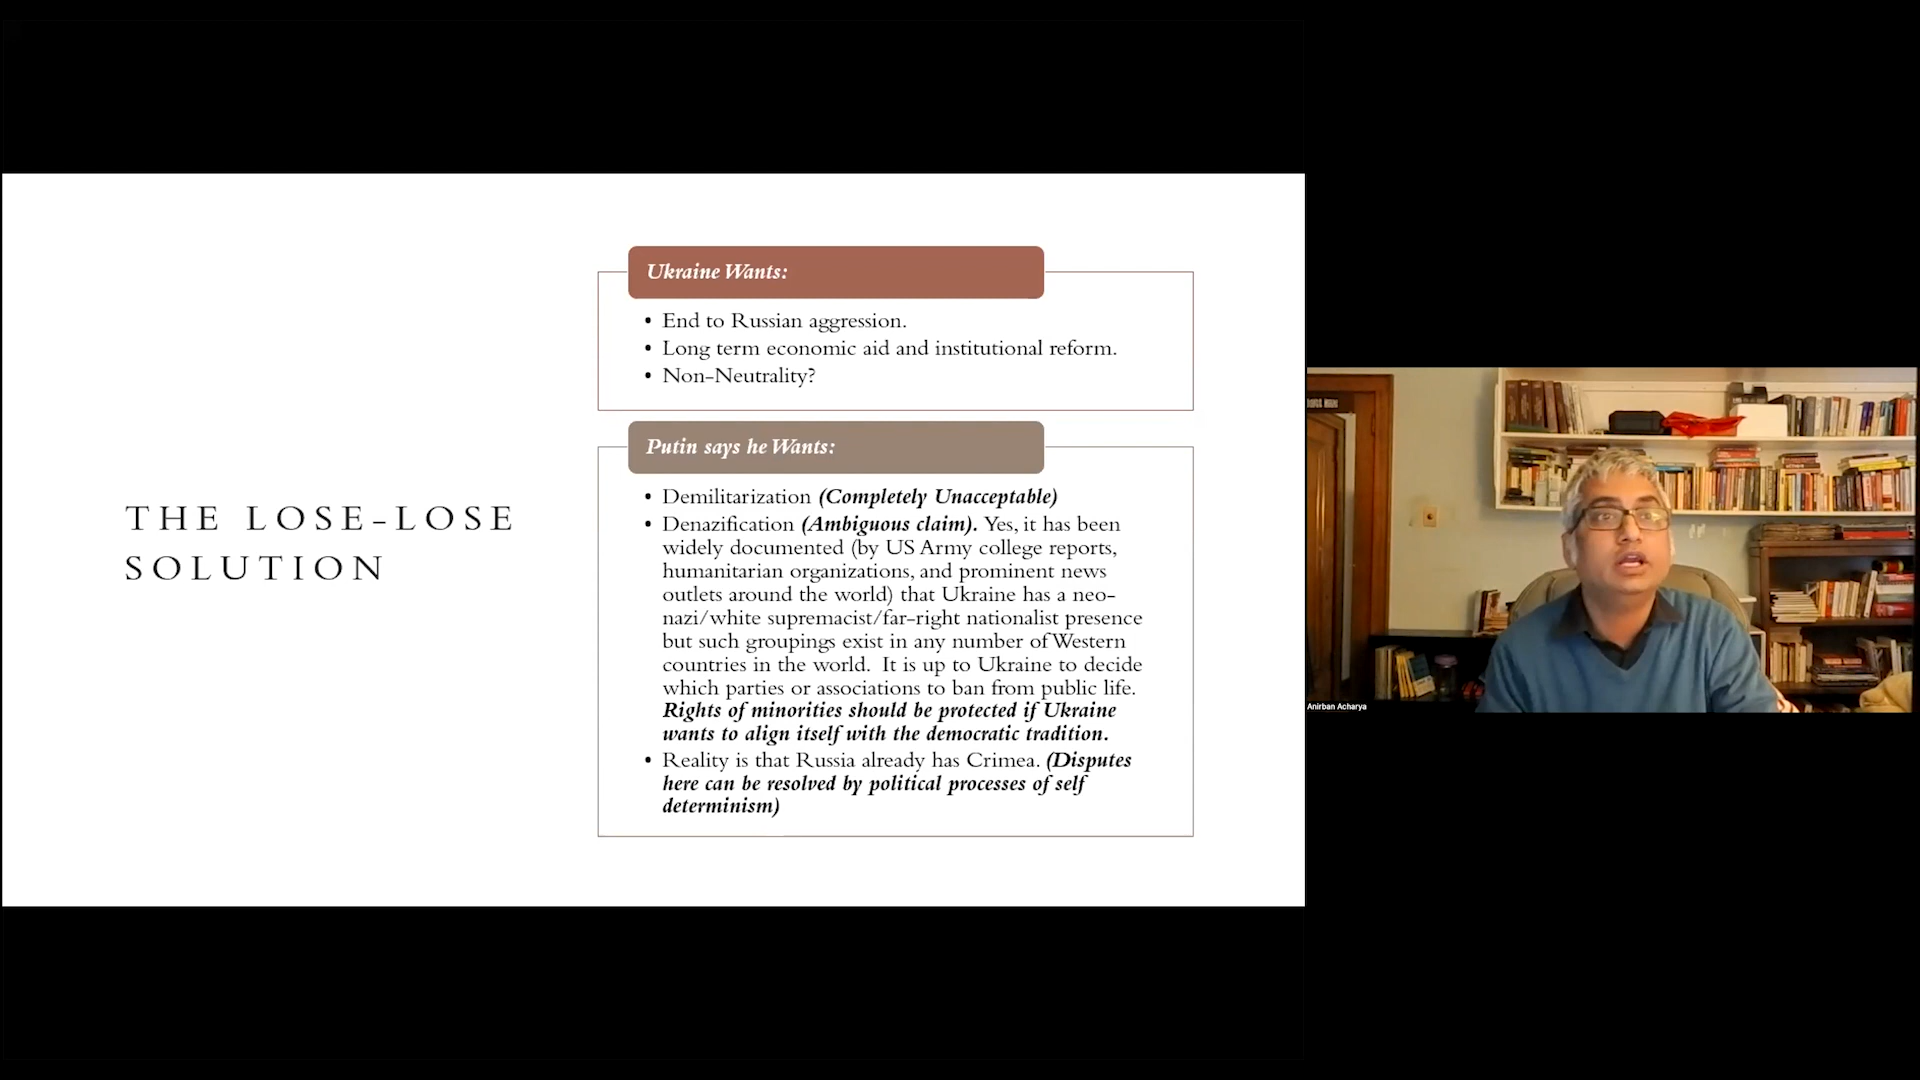 THE LOSE-LOSE
SOLUTION
Ukraine Wants:
• End to Russian aggression.
• Long term economic aid and institutional reform.
• Non-Neutrality?
Putin says he Wants:
• Demilitarization (Completely Unacceptable)
• Denazification (Ambiguous claim). Yes, it has been
widely documented (by US Army college reports,
humanitarian organizations, and prominent news
outlets around the world) that Ukraine has a neo-
nazi/white supremacist/far-right nationalist presence
but such groupings exist in any number of Western
countries in the world. It is up to Ukraine to decide
which parties or associations to ban from public life.
Rights of minorities should be protected if Ukraine
wants to align itself with the democratic tradition.
• Reality is that Russia already has Crimea. (Disputes
here can be resolved by political processes of self
determinism)
Anirban Acharya